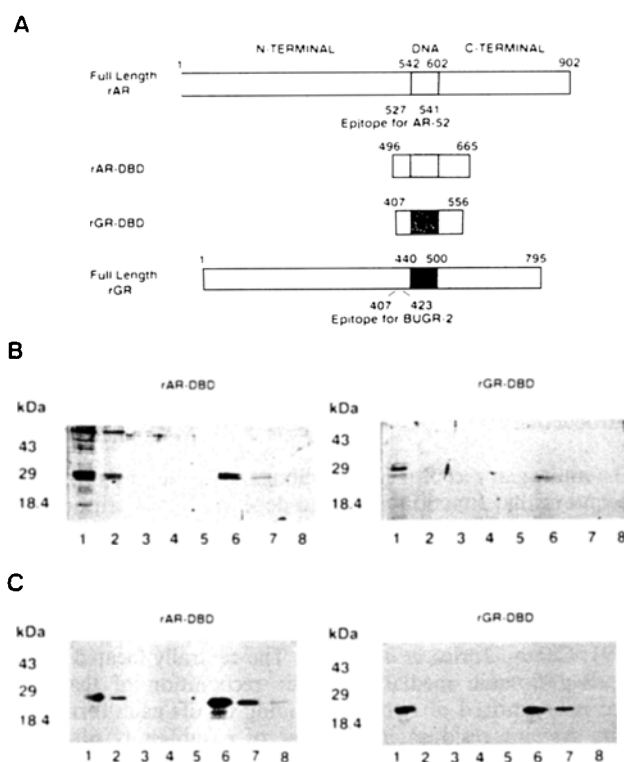 A
N-TERMINAL DNA C-TERMINAL
1 542 602 902
Full Length
rAR
527 541
Epitope for AR-52
496 665
rAR-DBD
407 556
rGR-DBD
1 440 500 795
Full Length
rGR
407 423
Epitope for BUGR-2
B
rAR-DBD rGR-DBD
kDa kDa
43 43
29 29
18.4 18.4
1 2 3 4 5 6 7 8 1 2 3 4 5 6 7 8
C
rAR-DBD rGR-DBD
kDa kDa
43 43
29 29
18.4 18.4
1 2 3 4 5 6 7 8 1 2 3 4 5 6 7 8